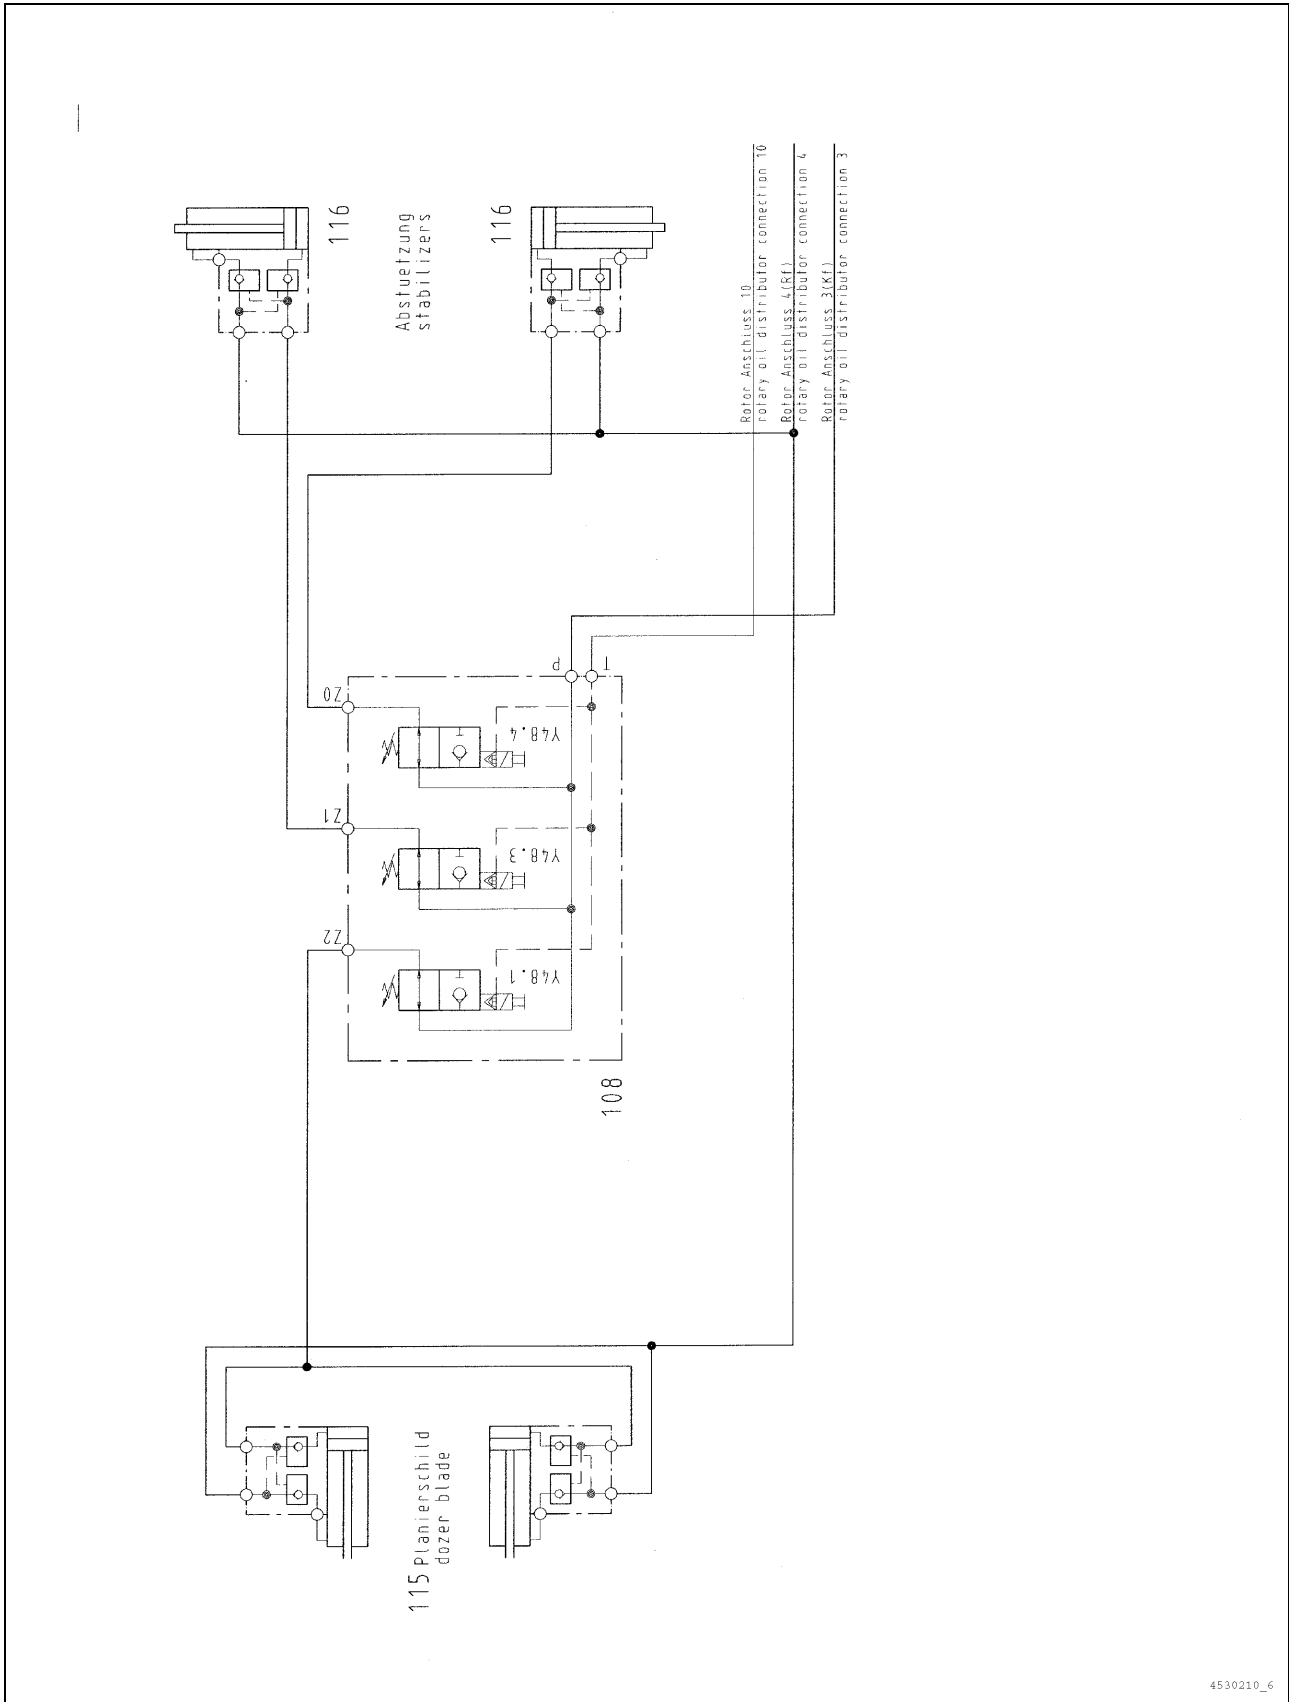 116
Abstuetzung
stabilizers
116
Rotor Anschluss 10
rotary oil distributor connection 10
Rotor Anschluss 4(Rf)
rotary oil distributor connection 4
Rotor Anschluss 3(Kf)
rotary oil distributor connection 3
P
T
Z0
Y48.4
Z1
Y48.3
Z2
Y48.1
108
115 Planierschild
dozer blade
4530210_6